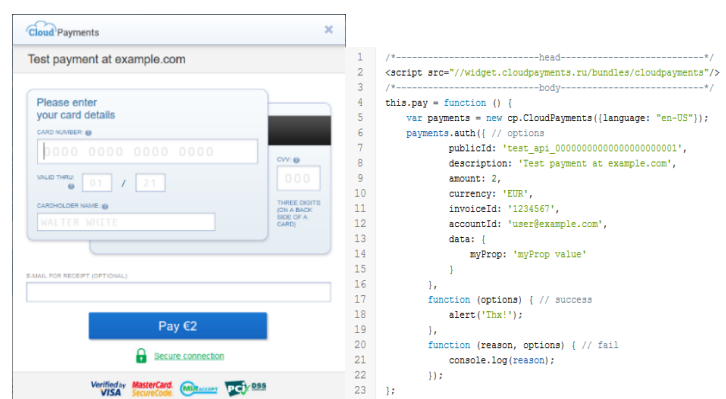 CloudPayments
×
Test payment at example.com
Please enter
your card details
CARD NUMBER:
0000 0000 0000 0000
VALID THRU:
01 / 21
CARDHOLDER NAME:
WALTER WHITE
CVV:
000
THREE DIGITS
(ON A BACK
SIDE OF A
CARD)
E-MAIL FOR RECEIPT (OPTIONAL)
Pay €2
Secure connection
Verified by
VISA
MasterCard.
SecureCode.
MIR ACCEPT
PCI DSS
1 /*---------------------------head---------------------------*/
2 <script src="//widget.cloudpayments.ru/bundles/cloudpayments"/>
3 /*---------------------------body---------------------------*/
4 this.pay = function () {
5 var payments = new cp.CloudPayments({language: "en-US"});
6 payments.auth({ // options
7 publicId: 'test_api_00000000000000000000001',
8 description: 'Test payment at example.com',
9 amount: 2,
10 currency: 'EUR',
11 invoiceId: '1234567',
12 accountId: 'user@example.com',
13 data: {
14 myProp: 'myProp value'
15 }
16 },
17 function (options) { // success
18 alert('Thx!');
19 },
20 function (reason, options) { // fail
21 console.log(reason);
22 });
23 };